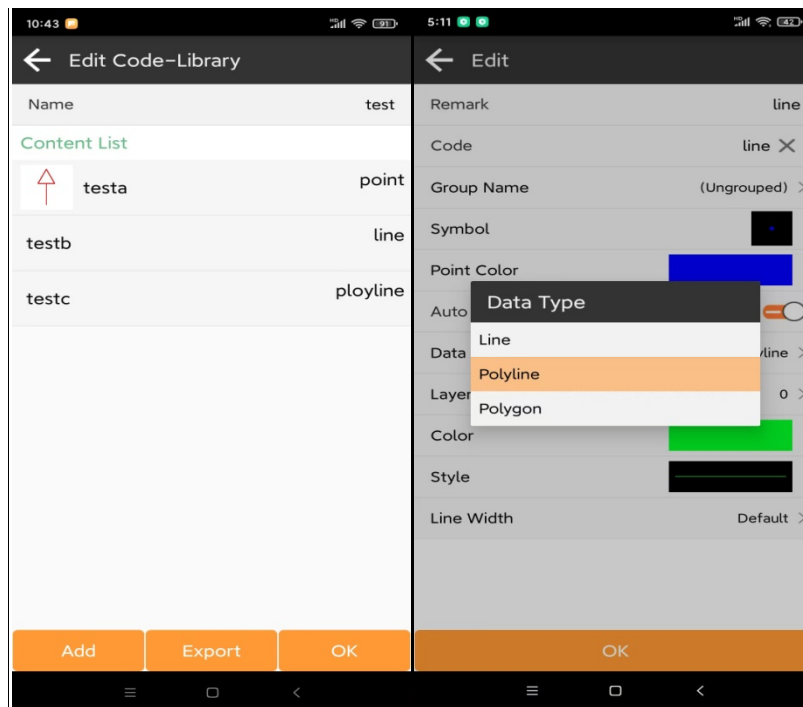 10:43
91
Edit Code-Library
Name test
Content List
testa point
testb line
testc ployline
Add Export OK
5:11
42
Edit
Remark line
Code line
Group Name (Ungrouped)
Symbol
Point Color
Auto
Data Type
Line
Polyline
Polygon
Data
Layer 0
Color
Style
Line Width Default
OK